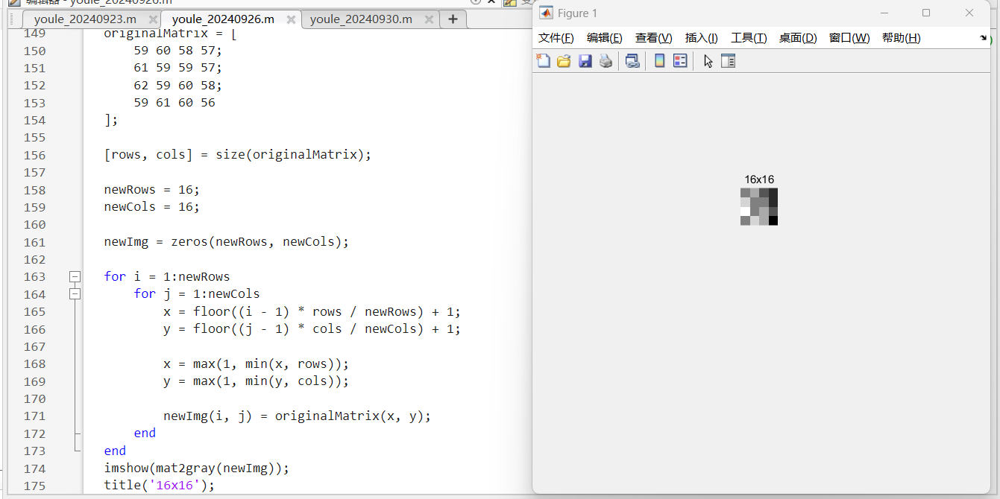 编辑器 - youle_20240926.m
youle_20240923.m
youle_20240926.m
youle_20240930.m
149 originalMatrix = [
150 59 60 58 57;
151 61 59 59 57;
152 62 59 60 58;
153 59 61 60 56
154 ];
155
156 [rows, cols] = size(originalMatrix);
157
158 newRows = 16;
159 newCols = 16;
160
161 newImg = zeros(newRows, newCols);
162
163 for i = 1:newRows
164 for j = 1:newCols
165 x = floor((i - 1) * rows / newRows) + 1;
166 y = floor((j - 1) * cols / newCols) + 1;
167
168 x = max(1, min(x, rows));
169 y = max(1, min(y, cols));
170
171 newImg(i, j) = originalMatrix(x, y);
172 end
173 end
174 imshow(mat2gray(newImg));
175 title('16x16');
Figure 1
文件(F) 编辑(E) 查看(V) 插入(I) 工具(T) 桌面(D) 窗口(W) 帮助(H)
16x16